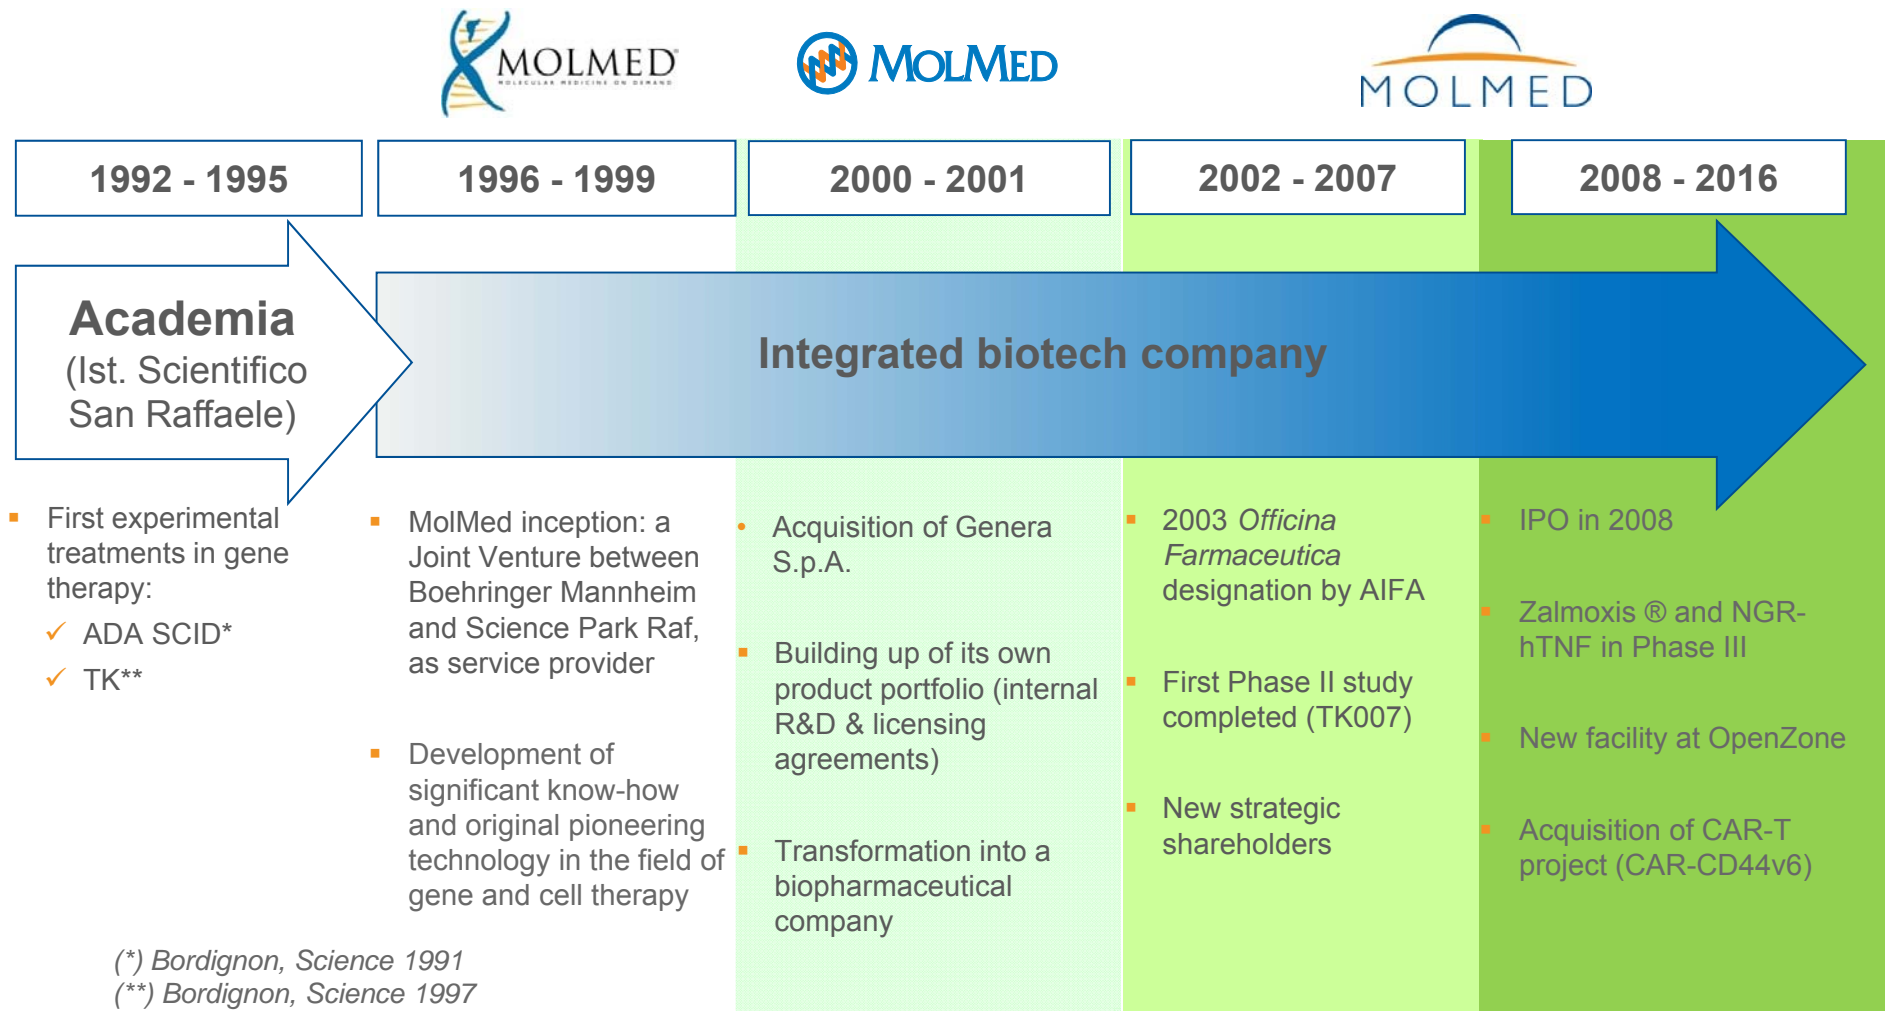 MOLMED®
MOLECULAR MEDICINE ON DEMAND
MOLMED
MOLMED
1992 - 1995
1996 - 1999
2000 - 2001
2002 - 2007
2008 - 2016
Academia
(Ist. Scientifico
San Raffaele)
Integrated biotech company
▪ First experimental
treatments in gene
therapy:
✓ ADA SCID*
✓ TK**
▪ MolMed inception: a
Joint Venture between
Boehringer Mannheim
and Science Park Raf,
as service provider
▪ Development of
significant know-how
and original pioneering
technology in the field of
gene and cell therapy
• Acquisition of Genera
S.p.A.
▪ Building up of its own
product portfolio (internal
R&D & licensing
agreements)
▪ Transformation into a
biopharmaceutical
company
▪ 2003 Officina
Farmaceutica
designation by AIFA
▪ First Phase II study
completed (TK007)
▪ New strategic
shareholders
▪ IPO in 2008
▪ Zalmoxis ® and NGR-
hTNF in Phase III
▪ New facility at OpenZone
▪ Acquisition of CAR-T
project (CAR-CD44v6)
(*) Bordignon, Science 1991
(**) Bordignon, Science 1997